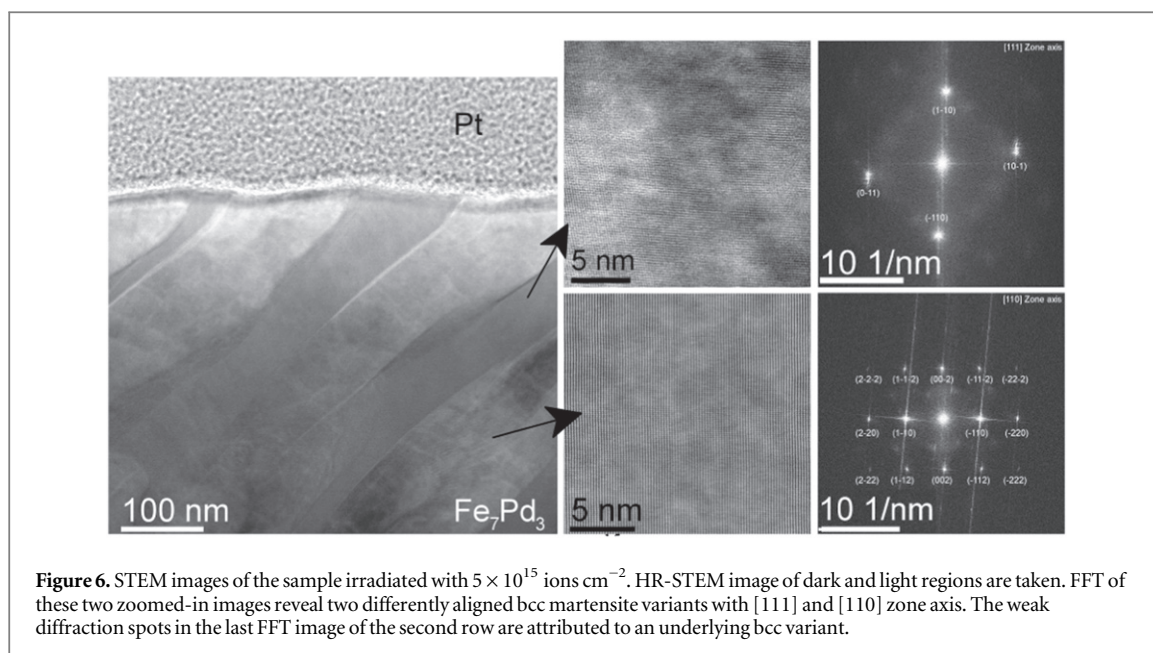 Pt
100 nm
Fe₇Pd₃
5 nm
[111] Zone axis
(1-10)
(10-1)
(0-11)
(-110)
10 1/nm
5 nm
[110] Zone axis
(2-2-2) (1-1-2) (00-2) (-11-2) (-22-2)
(2-20) (1-10) (-110) (-220)
(2-22) (1-12) (002) (-112) (-222)
10 1/nm
Figure 6. STEM images of the sample irradiated with 5 × 10¹⁵ ions cm⁻². HR-STEM image of dark and light regions are taken. FFT of
these two zoomed-in images reveal two differently aligned bcc martensite variants with [111] and [110] zone axis. The weak
diffraction spots in the last FFT image of the second row are attributed to an underlying bcc variant.